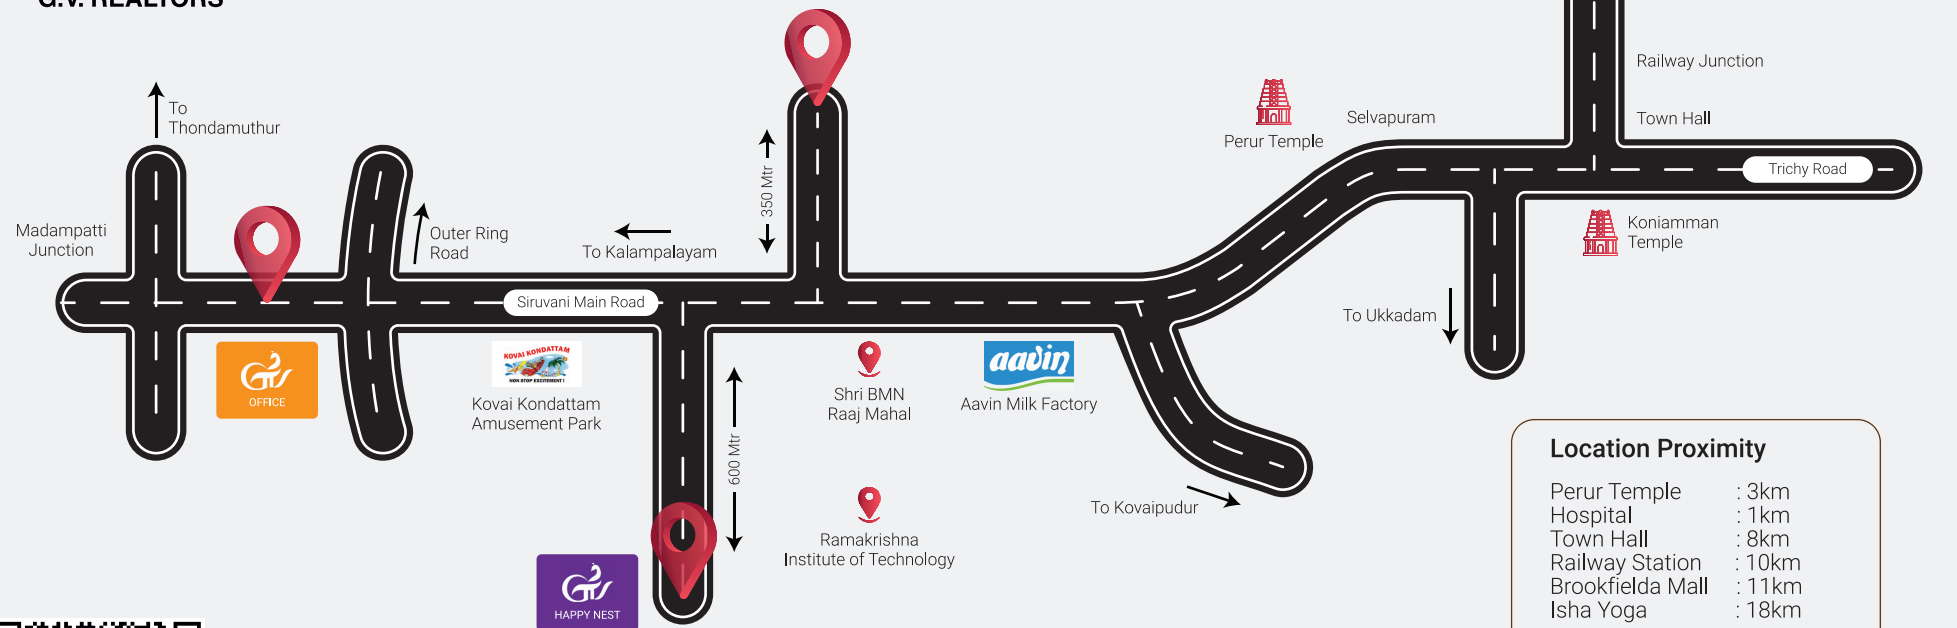 G.V. REALTORS
To
Thondamuthur
Madampatti
Junction
Outer Ring
Road
To Kalampalayam
350 Mtr
Perur Temple
Selvapuram
Railway Junction
Town Hall
Trichy Road
Koniamman
Temple
To Ukkadam
Siruvani Main Road
OFFICE
KOVAI KONDATTAM
NON STOP EXCITEMENT !
Kovai Kondattam
Amusement Park
600 Mtr
Shri BMN
Raaj Mahal
aavin
Aavin Milk Factory
Ramakrishna
Institute of Technology
To Kovaipudur
HAPPY NEST
Location Proximity
Perur Temple : 3km
Hospital : 1km
Town Hall : 8km
Railway Station : 10km
Brookfielda Mall : 11km
Isha Yoga : 18km